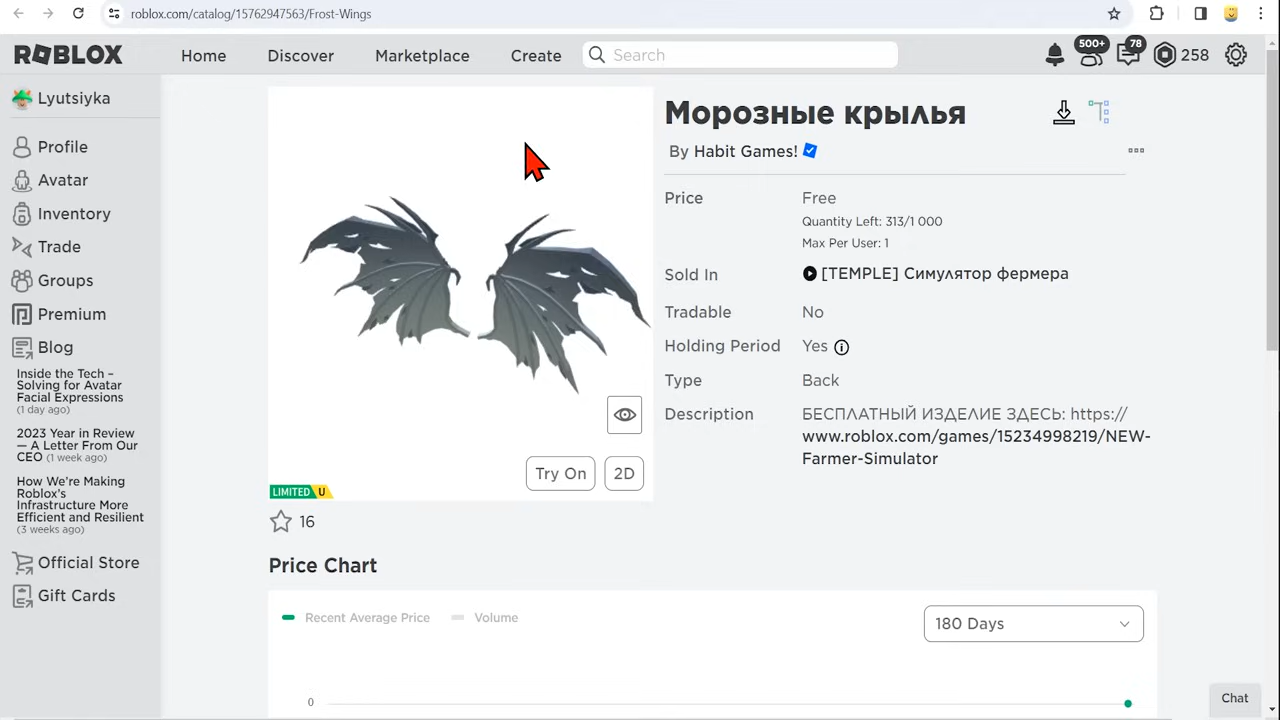 roblox.com/catalog/15762947563/Frost-Wings
ROBLOX
Home
Discover
Marketplace
Create
Search
500+
78
258
Lyutsiyka
Profile
Avatar
Inventory
Trade
Groups
Premium
Blog
Inside the Tech –
Solving for Avatar
Facial Expressions
(1 day ago)
2023 Year in Review
— A Letter From Our
CEO (1 week ago)
How We're Making
Roblox's
Infrastructure More
Efficient and Resilient
(3 weeks ago)
Official Store
Gift Cards
Try On
2D
LIMITED U
16
Морозные крылья
By Habit Games!
Price
Free
Quantity Left: 313/1 000
Max Per User: 1
Sold In
[TEMPLE] Симулятор фермера
Tradable
No
Holding Period
Yes
Type
Back
Description
БЕСПЛАТНЫЙ ИЗДЕЛИЕ ЗДЕСЬ: https://
www.roblox.com/games/15234998219/NEW-
Farmer-Simulator
Price Chart
Recent Average Price
Volume
180 Days
0
Chat